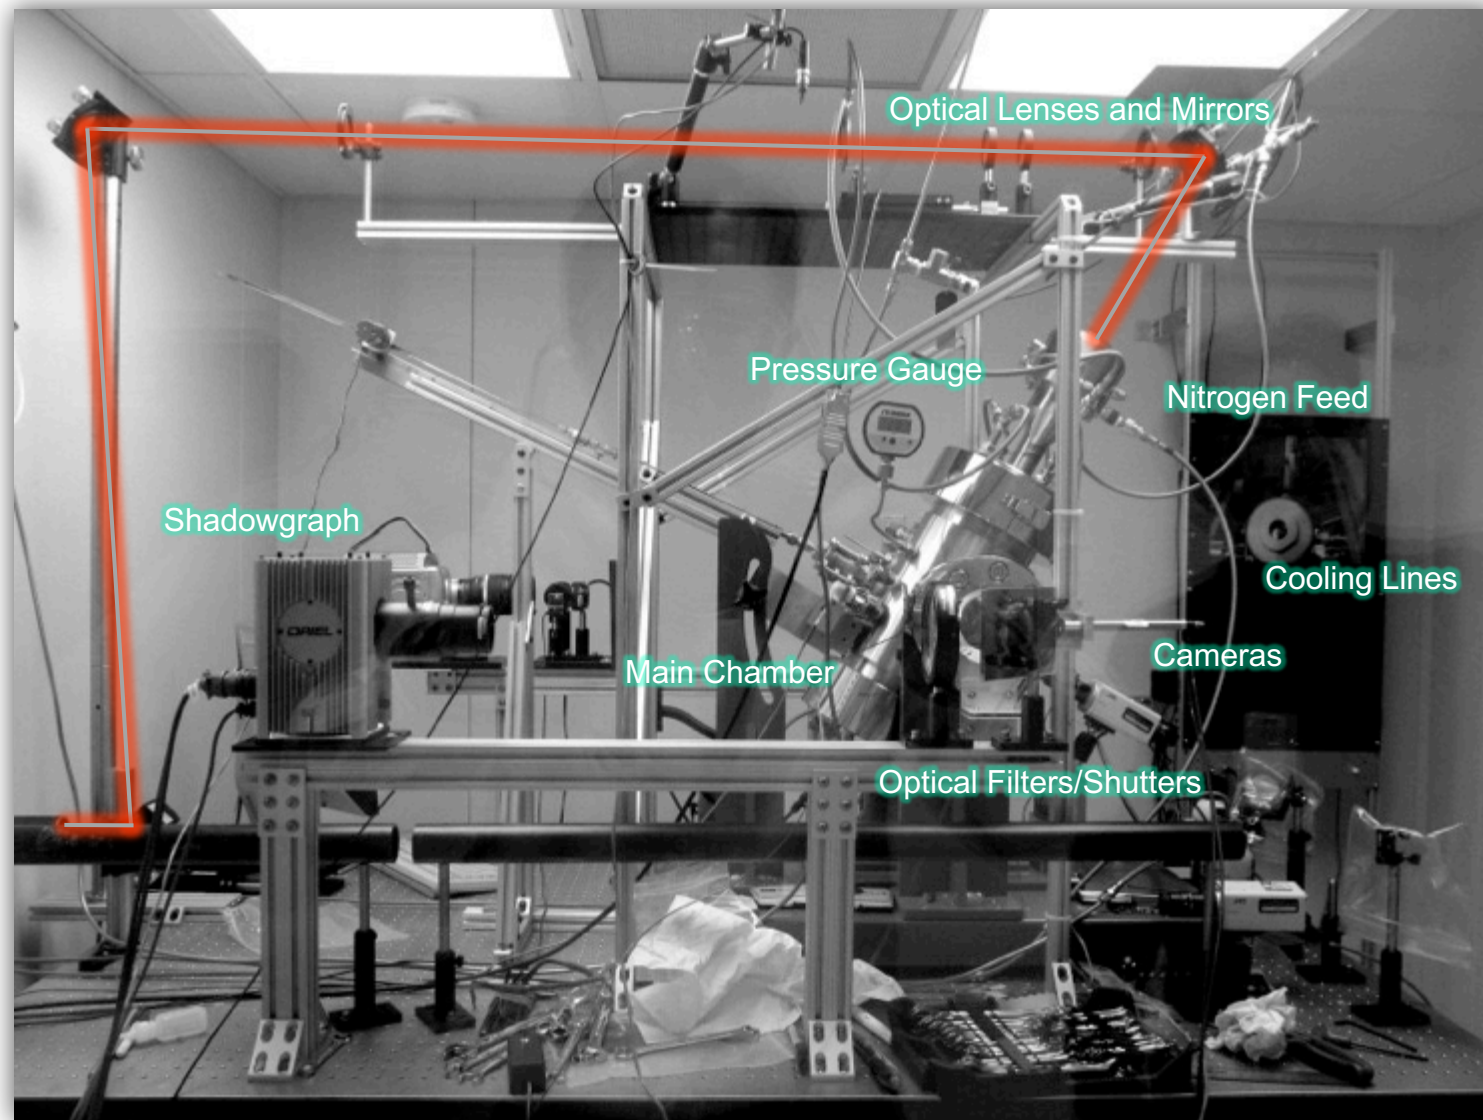 Optical Lenses and Mirrors
Pressure Gauge
Nitrogen Feed
Shadowgraph
ORIEL
Cooling Lines
Main Chamber
Cameras
Optical Filters/Shutters